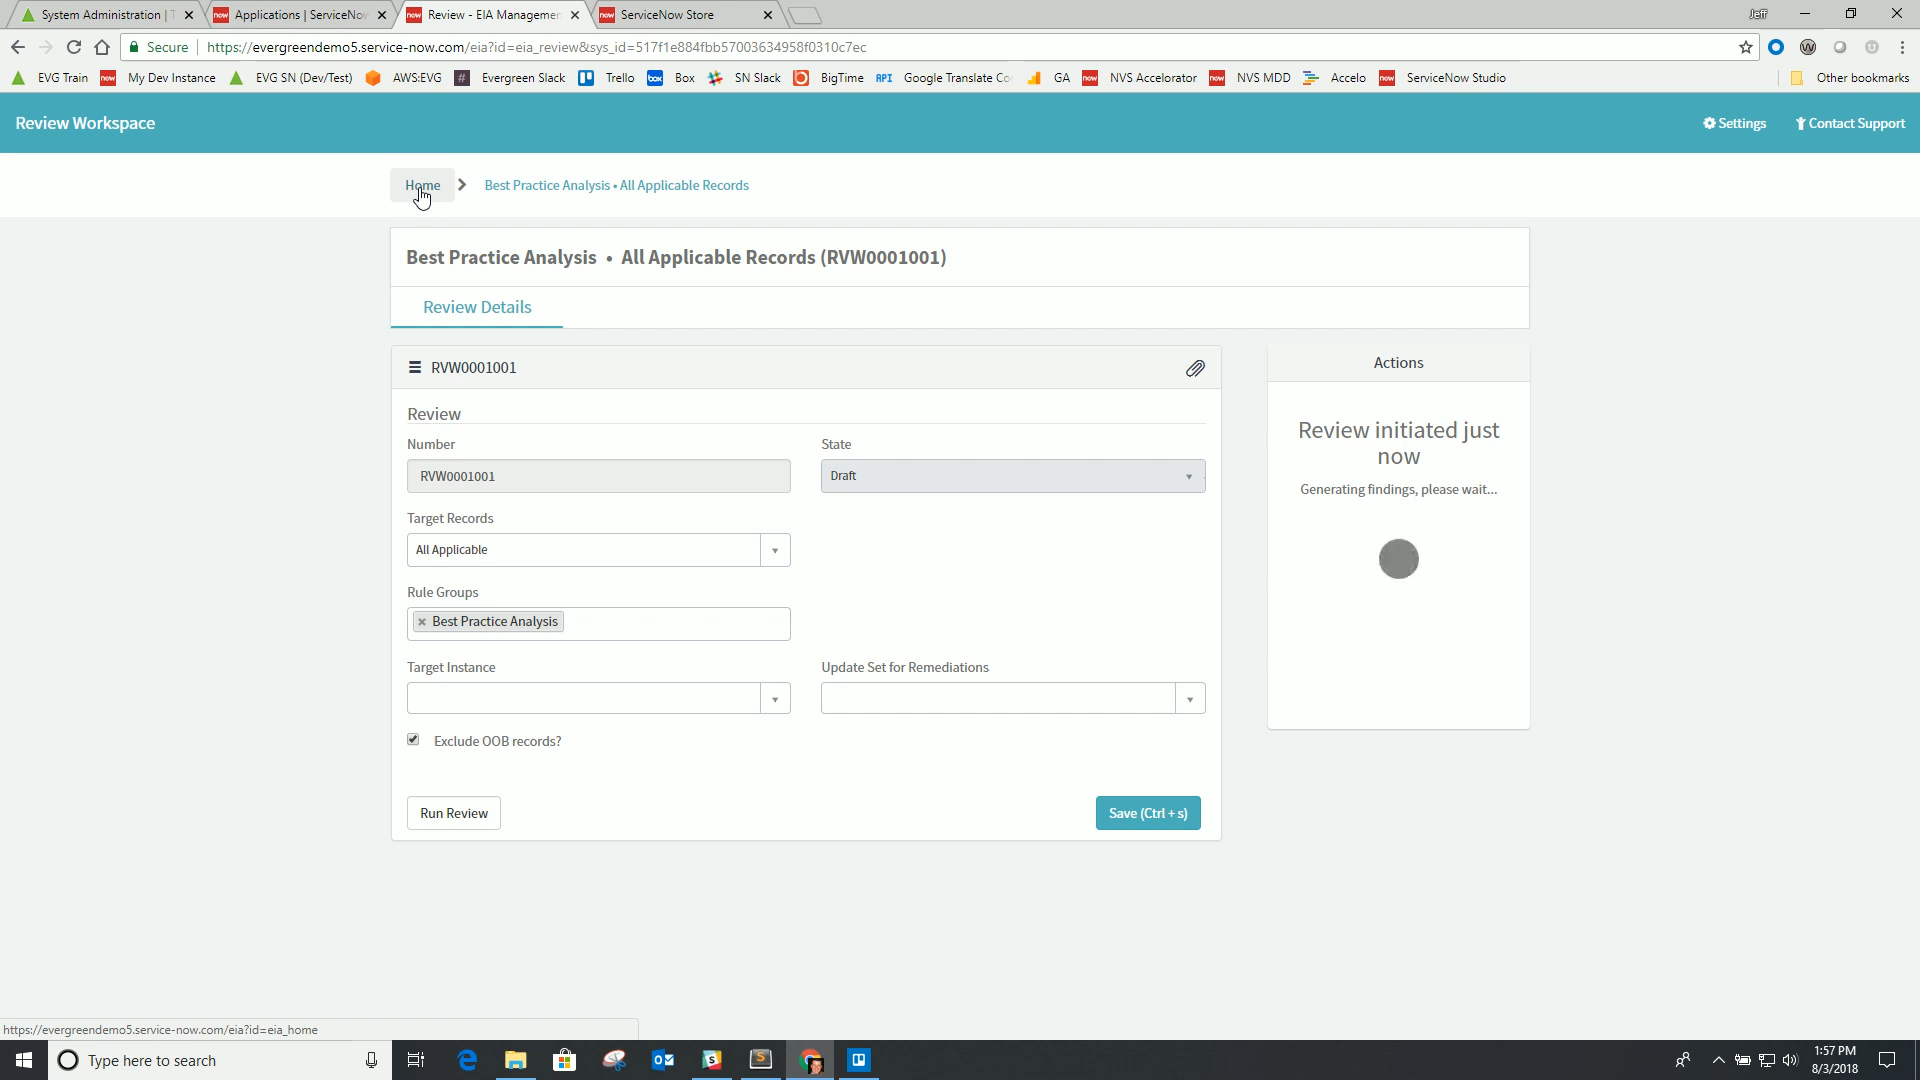 System Administration | T
Applications | ServiceNow
Review - EIA Managemen
ServiceNow Store
Jeff
Secure
https://evergreendemo5.service-now.com/eia?id=eia_review&sys_id=517f1e884fbb57003634958f0310c7ec
EVG Train
My Dev Instance
EVG SN (Dev/Test)
AWS:EVG
Evergreen Slack
Trello
Box
SN Slack
BigTime
API Google Translate Co
GA
NVS Accelerator
NVS MDD
Accelo
ServiceNow Studio
Other bookmarks
Review Workspace
Settings
Contact Support
Home
Best Practice Analysis • All Applicable Records
Best Practice Analysis • All Applicable Records (RVW0001001)
Review Details
RVW0001001
Review
Number
State
RVW0001001
Draft
Target Records
All Applicable
Rule Groups
× Best Practice Analysis
Target Instance
Update Set for Remediations
Exclude OOB records?
Run Review
Save (Ctrl + s)
Actions
Review initiated just
now
Generating findings, please wait...
https://evergreendemo5.service-now.com/eia?id=eia_home
Type here to search
1:57 PM
8/3/2018